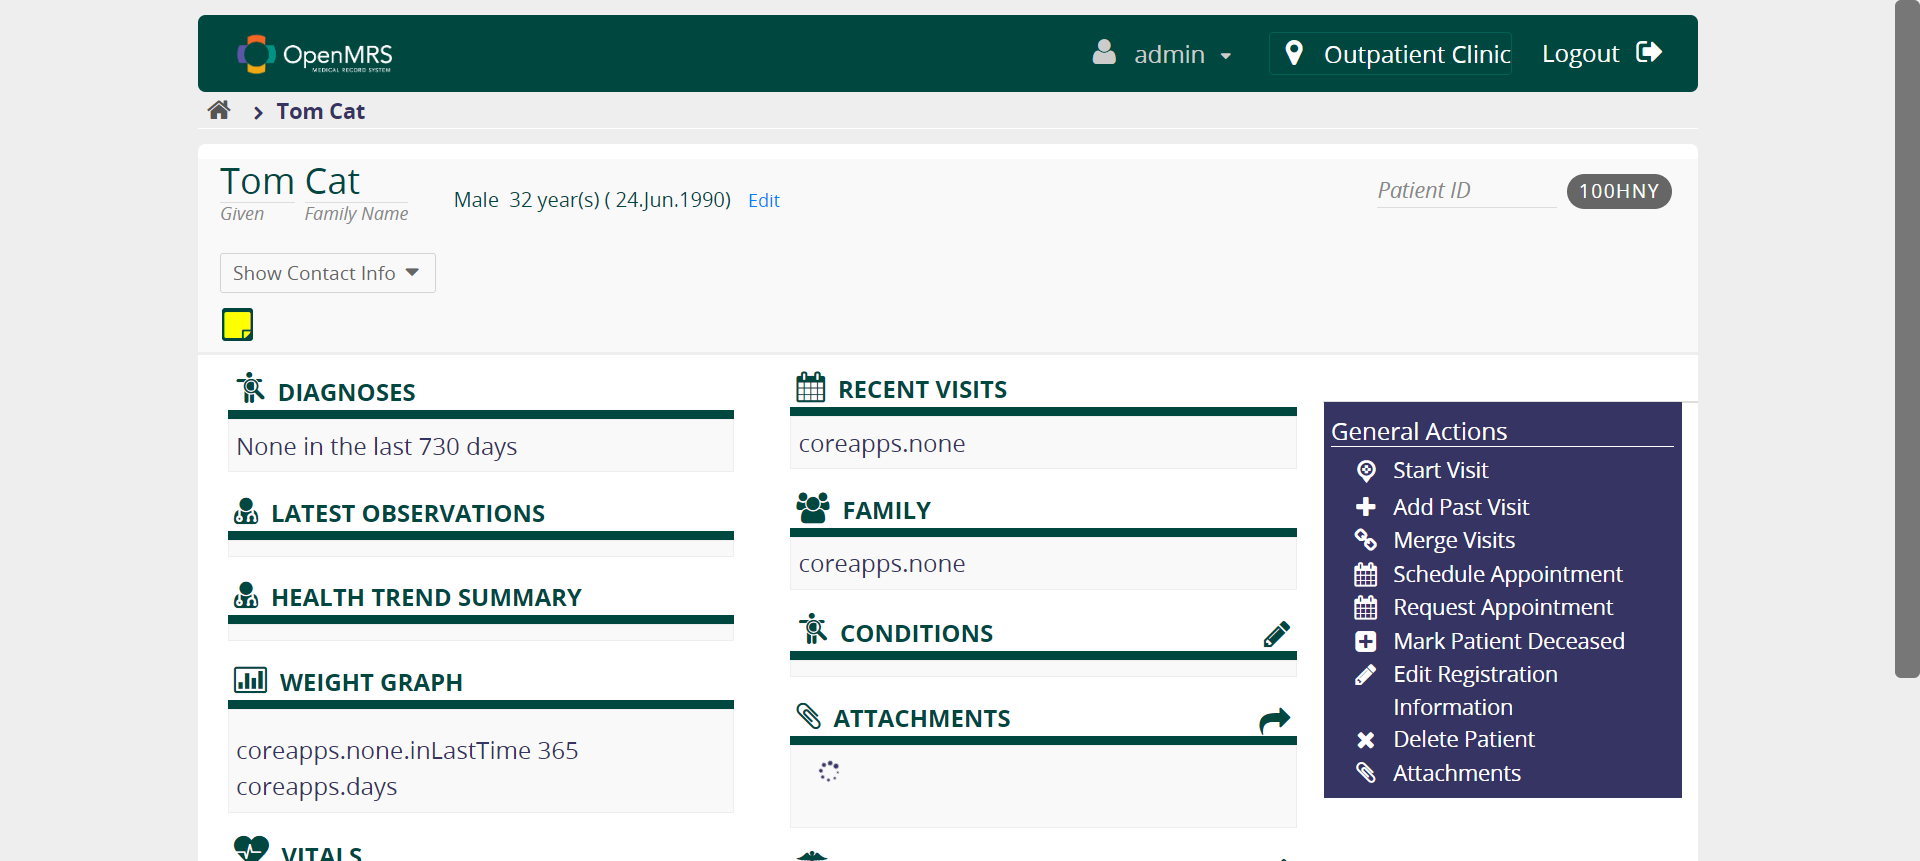 OpenMRS
MEDICAL RECORD SYSTEM
admin
Outpatient Clinic
Logout
Tom Cat
Tom Cat
Given Family Name
Male 32 year(s) ( 24.Jun.1990) Edit
Patient ID 100HNY
Show Contact Info
DIAGNOSES
None in the last 730 days
LATEST OBSERVATIONS
HEALTH TREND SUMMARY
WEIGHT GRAPH
coreapps.none.inLastTime 365
coreapps.days
VITALS
RECENT VISITS
coreapps.none
FAMILY
coreapps.none
CONDITIONS
ATTACHMENTS
General Actions
Start Visit
Add Past Visit
Merge Visits
Schedule Appointment
Request Appointment
Mark Patient Deceased
Edit Registration
Information
Delete Patient
Attachments